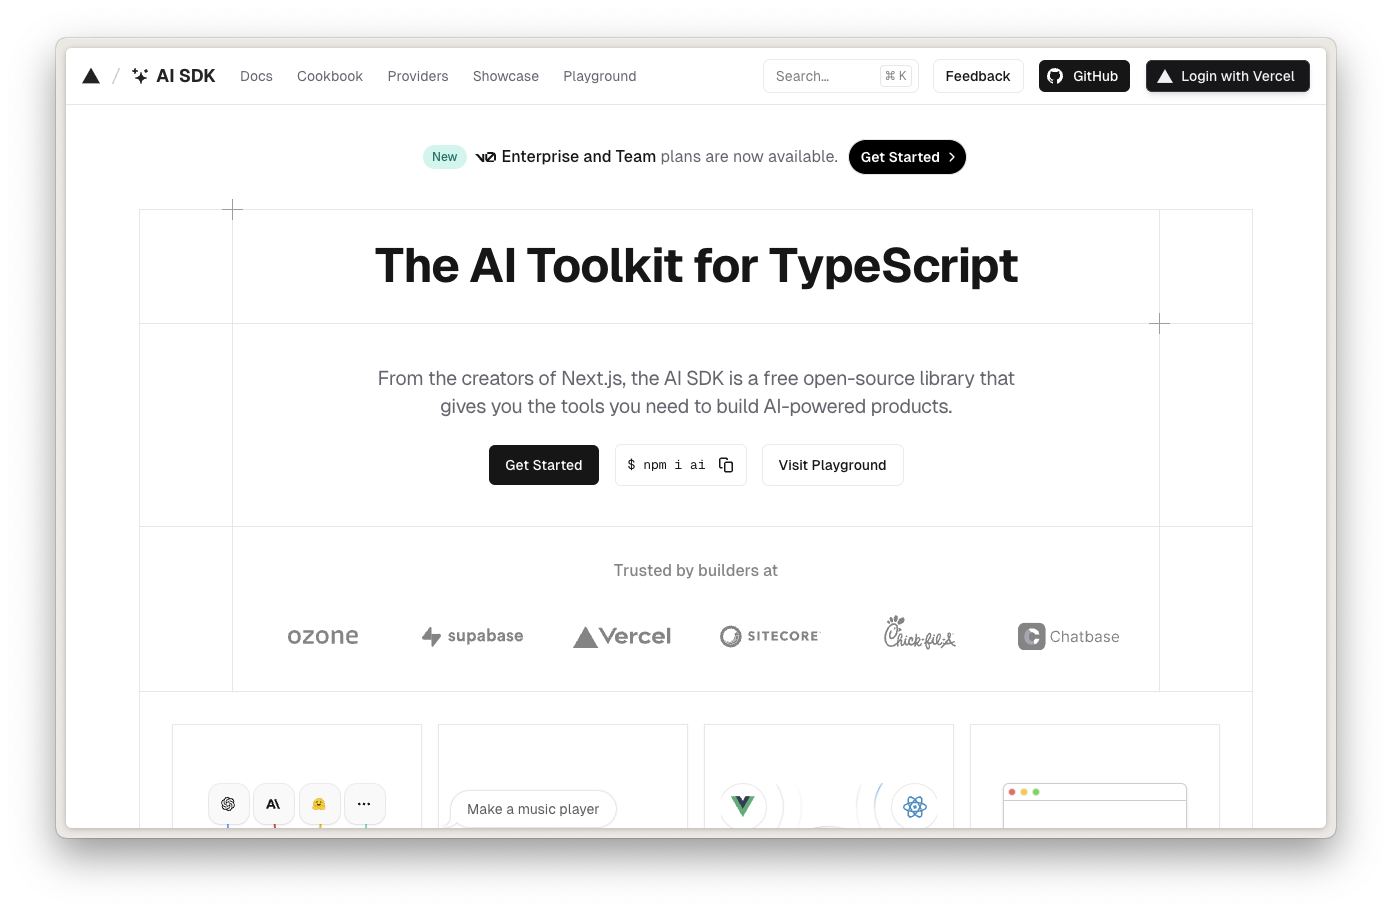 / AI SDK Docs Cookbook Providers Showcase Playground Search... ⌘ K Feedback GitHub Login with Vercel
New v0 Enterprise and Team plans are now available. Get Started
The AI Toolkit for TypeScript
From the creators of Next.js, the AI SDK is a free open-source library that
gives you the tools you need to build AI-powered products.
Get Started $ npm i ai Visit Playground
Trusted by builders at
ozone supabase Vercel SITECORE Chick-fil-A Chatbase
A\ ...
Make a music player